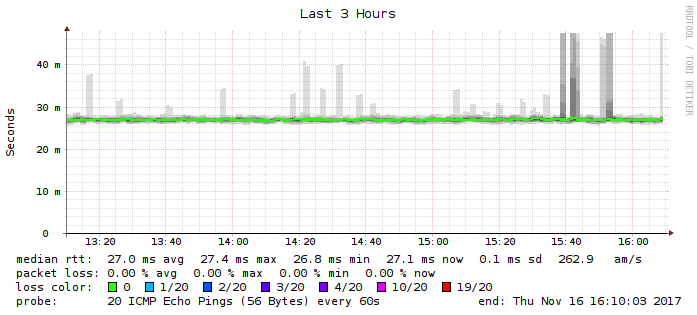 Last 3 Hours
RRDTOOL / TOBI OETIKER
Seconds
40 m
30 m
20 m
10 m
0
13:20 13:40 14:00 14:20 14:40 15:00 15:20 15:40 16:00
median rtt: 27.0 ms avg 27.4 ms max 26.8 ms min 27.1 ms now 0.1 ms sd 262.9 am/s
packet loss: 0.00 % avg 0.00 % max 0.00 % min 0.00 % now
loss color: 0 1/20 2/20 3/20 4/20 10/20 19/20
probe: 20 ICMP Echo Pings (56 Bytes) every 60s end: Thu Nov 16 16:10:03 2017